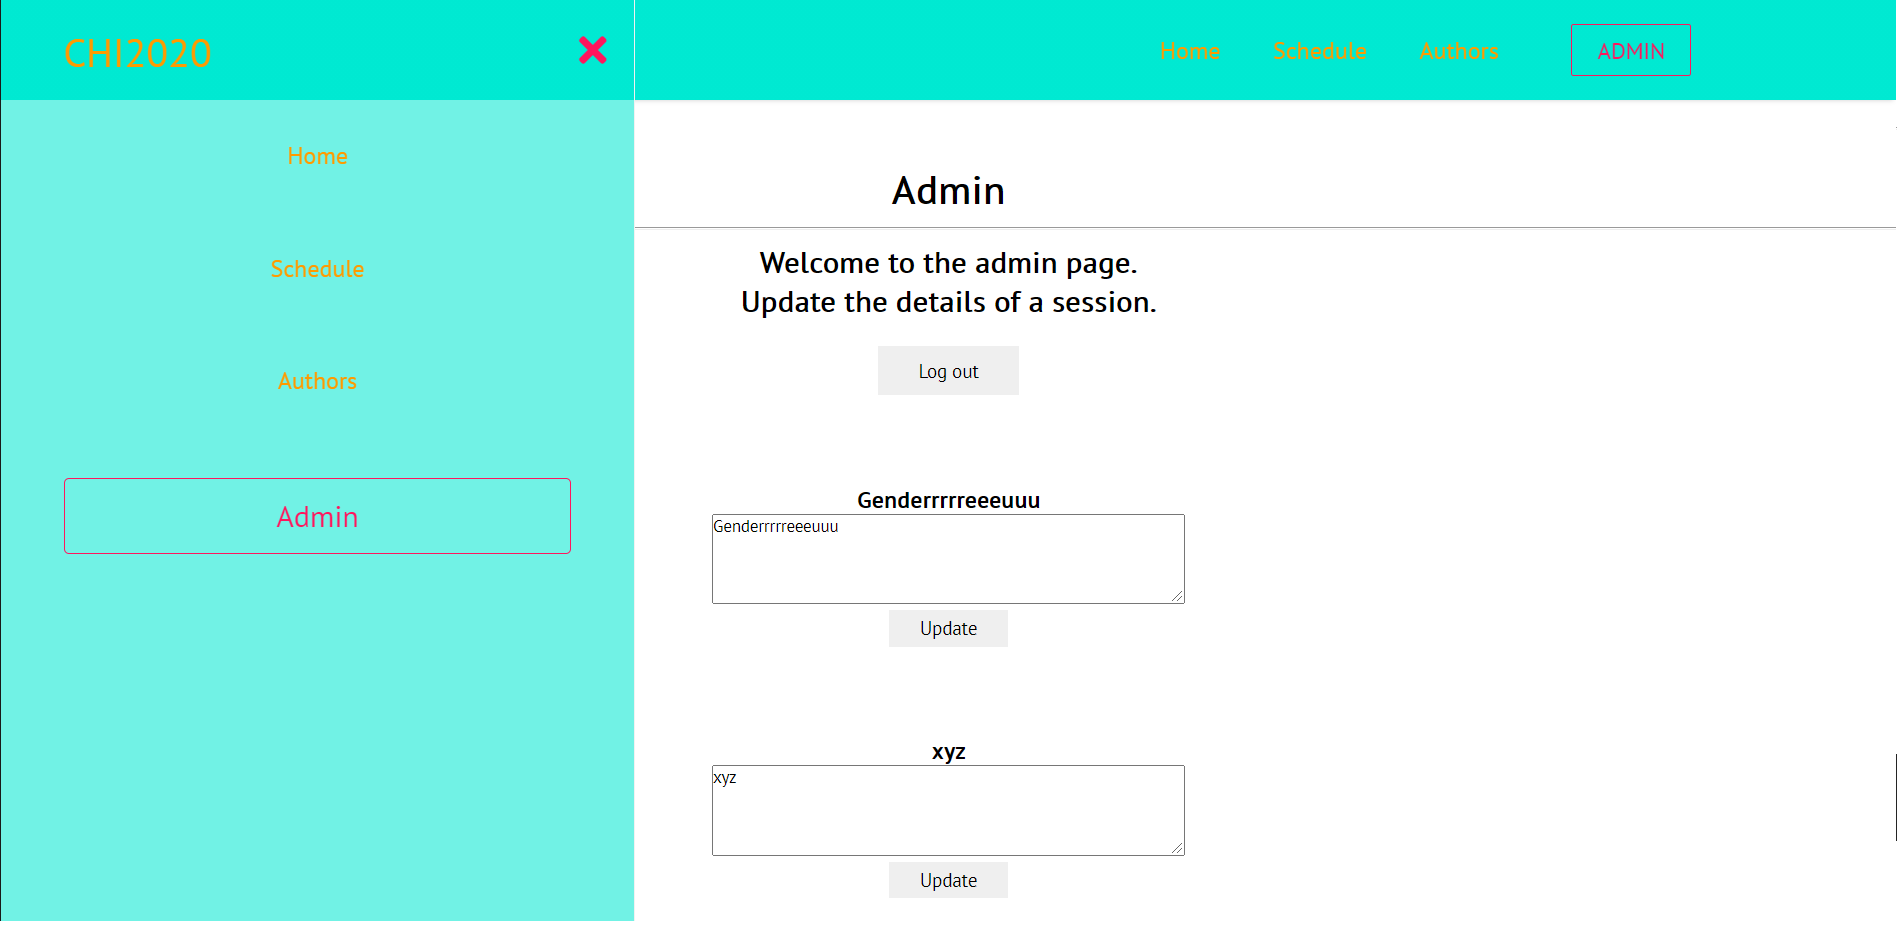 CHI2020
Home
Schedule
Authors
Admin
Home Schedule Authors ADMIN
Admin
Welcome to the admin page.
Update the details of a session.
Log out
Genderrrrreeeuuu
Genderrrrreeeuuu
Update
xyz
xyz
Update